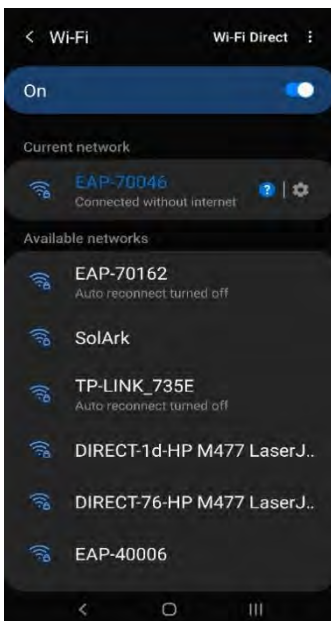 Wi-Fi Wi-Fi Direct
On
Current network
EAP-70046
Connected without internet
Available networks
EAP-70162
Auto reconnect turned off
SolArk
TP-LINK_735E
Auto reconnect turned off
DIRECT-1d-HP M477 LaserJ..
DIRECT-76-HP M477 LaserJ..
EAP-40006